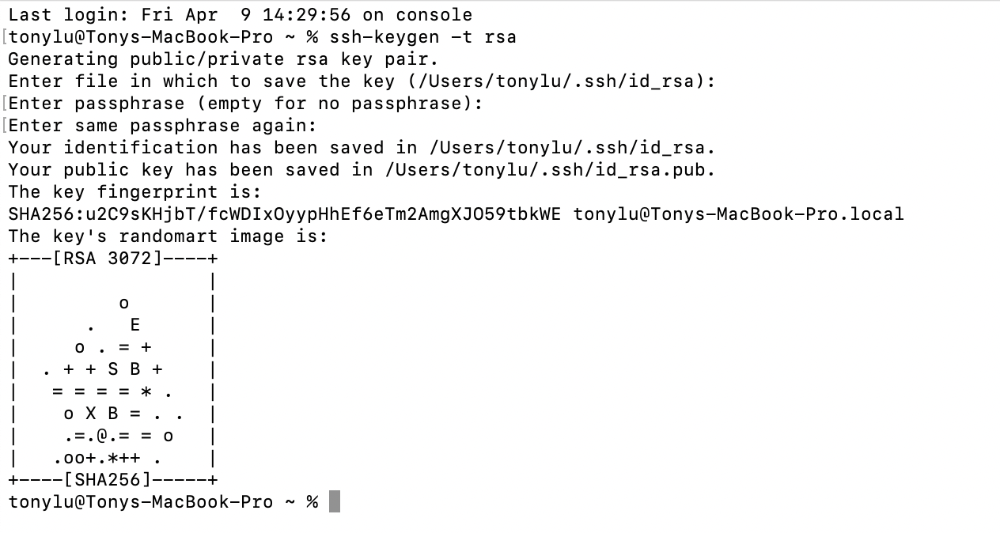 Last login: Fri Apr  9 14:29:56 on console
[tonylu@Tonys-MacBook-Pro ~ % ssh-keygen -t rsa
Generating public/private rsa key pair.
Enter file in which to save the key (/Users/tonylu/.ssh/id_rsa):
[Enter passphrase (empty for no passphrase):
[Enter same passphrase again:
Your identification has been saved in /Users/tonylu/.ssh/id_rsa.
Your public key has been saved in /Users/tonylu/.ssh/id_rsa.pub.
The key fingerprint is:
SHA256:u2C9sKHjbT/fcWDIxOyypHhEf6eTm2AmgXJO59tbkWE tonylu@Tonys-MacBook-Pro.local
The key's randomart image is:
+---[RSA 3072]----+
|                 |
|         o       |
|      .   E      |
|     o . = +     |
|  . + + S B +    |
|   = = = = * .   |
|    o X B = . .  |
|    .=.@.= = o   |
|   .oo+.*++ .    |
+----[SHA256]-----+
tonylu@Tonys-MacBook-Pro ~ %